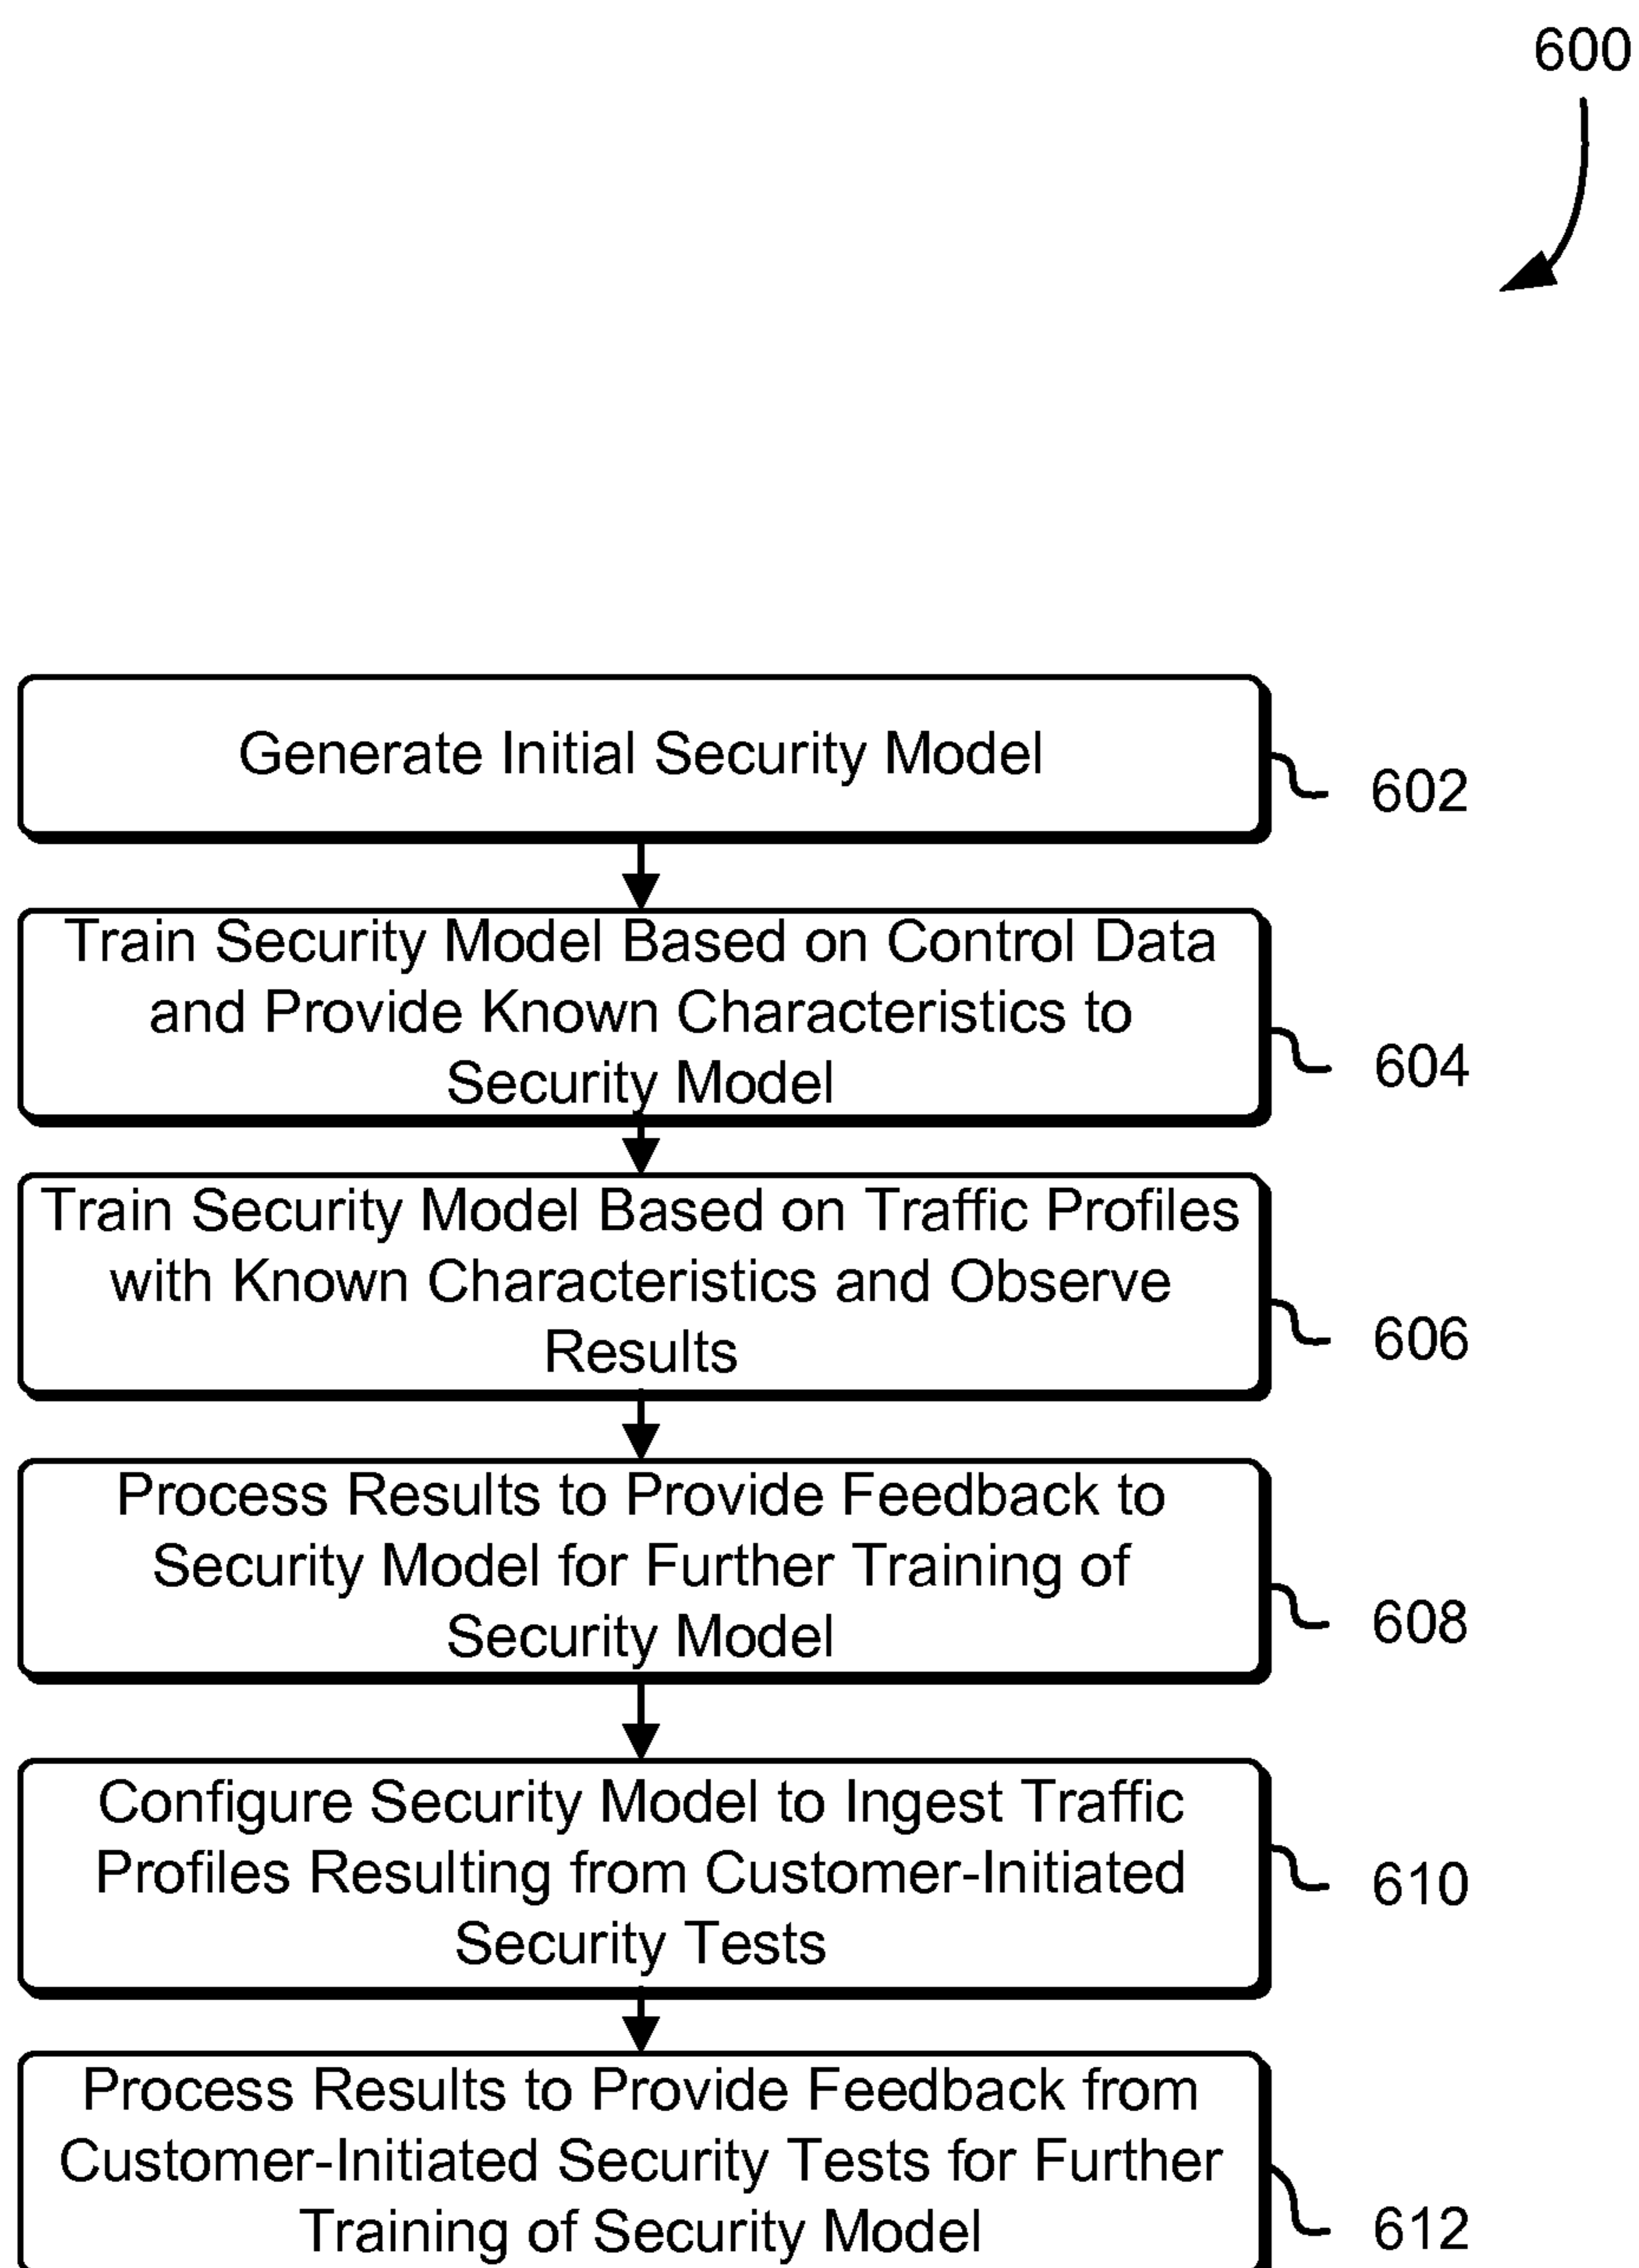 600
Generate Initial Security Model
602
Train Security Model Based on Control Data
and Provide Known Characteristics to
Security Model
604
Train Security Model Based on Traffic Profiles
with Known Characteristics and Observe
Results
606
Process Results to Provide Feedback to
Security Model for Further Training of
Security Model
608
Configure Security Model to Ingest Traffic
Profiles Resulting from Customer-Initiated
Security Tests
610
Process Results to Provide Feedback from
Customer-Initiated Security Tests for Further
Training of Security Model
612